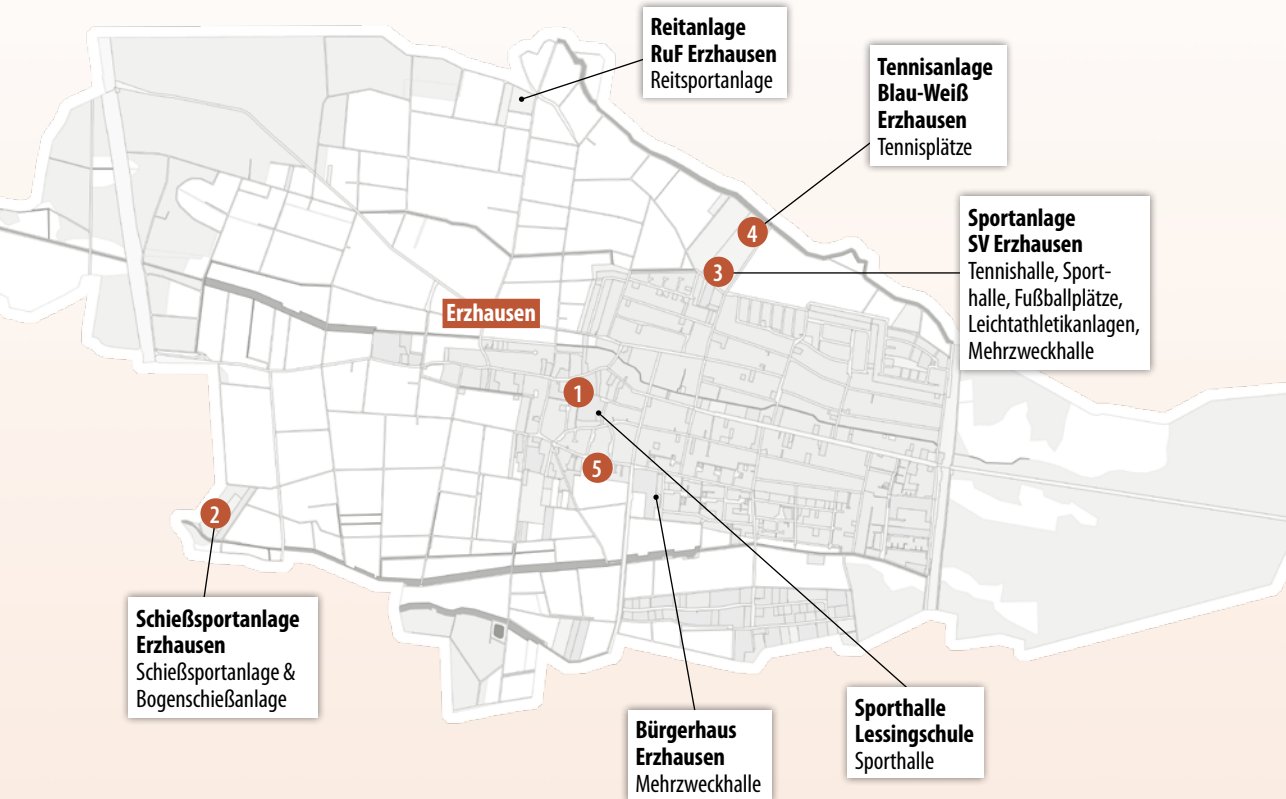 Reitanlage
RuF Erzhausen
Reitsportanlage
Tennisanlage
Blau-Weiß
Erzhausen
Tennisplätze
Sportanlage
SV Erzhausen
Tennishalle, Sport-
halle, Fußballplätze,
Leichtathletikanlagen,
Mehrzweckhalle
4
3
Erzhausen
1
5
2
Schießsportanlage
Erzhausen
Schießsportanlage &
Bogenschießanlage
Bürgerhaus
Erzhausen
Mehrzweckhalle
Sporthalle
Lessingschule
Sporthalle